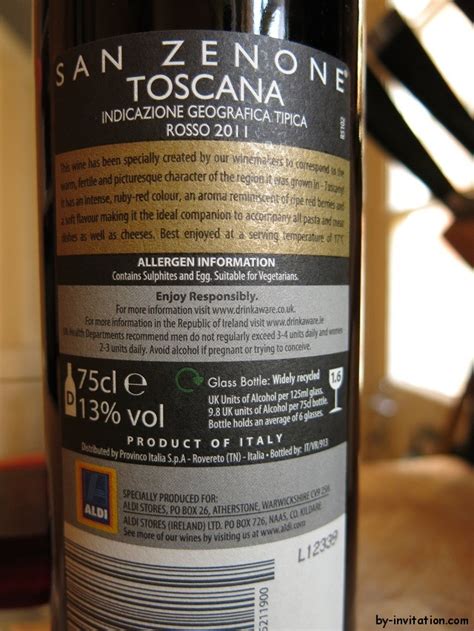 SAN ZENONE®
TOSCANA
INDICAZIONE GEOGRAFICA TIPICA
ROSSO 2011
85102
This wine has been specially created by our winemakers to correspond to the
warm, fertile and picturesque character of the region it was grown - Tuscany!
It has an intense, ruby-red colour, an aroma reminiscent of ripe red berries and
a soft flavour making it the ideal companion to accompany all pasta and meat
dishes as well as cheeses. Best enjoyed at a serving temperature of 17°C
ALLERGEN INFORMATION
Contains Sulphites and Egg. Suitable for Vegetarians.
Enjoy Responsibly.
For more information visit www.drinkaware.co.uk.
For more information in the Republic of Ireland visit www.drinkaware.ie
UK Health Departments recommend men do not regularly exceed 3-4 units daily and women
2-3 units daily. Avoid alcohol if pregnant or trying to conceive.
75cl e
D 13% vol
Glass Bottle: Widely recycled
UK Units of Alcohol per 125ml glass.
9.8 UK units of Alcohol per 75cl bottle.
Bottle holds an average of 6 glasses.
1.6
PRODUCT OF ITALY
Distributed by Provinco Italia S.p.A - Rovereto (TN) - Italia • Bottled by: IT/VR/913
ALDI
SPECIALLY PRODUCED FOR:
ALDI STORES, PO BOX 26, ATHERSTONE, WARWICKSHIRE CV9 2SH.
ALDI STORES (IRELAND) LTD. PO BOX 726, NAAS, CO. KILDARE.
See more of our wines by visiting us at www.aldi.com
5211900
L12339
by-invitation.com